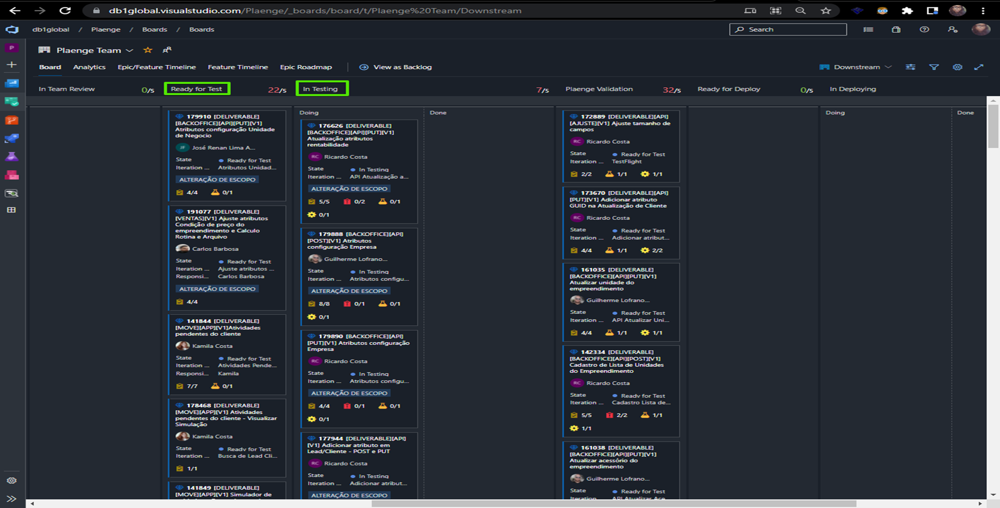 db1global.visualstudio.com/Plaenge/_boards/board/t/Plaenge%20Team/Downstream
db1global / Plaenge / Boards / Boards
Search
P
Plaenge Team
Board Analytics Epic/Feature Timeline Feature Timeline Epic Roadmap View as Backlog
Downstream
In Team Review 0/5
Ready for Test 22/5
In Testing 7/5
Plaenge Validation 32/5
Ready for Deploy 0/5
In Deploying
179910 [DELIVERABLE]
[BACKOFFICE][API][PUT][V1]
Atributos configuração Unidade
de Negocio
JF José Renan Lima A...
State Ready for Test
Iteration ... Atributos Unidad...
ALTERAÇÃO DE ESCOPO
4/4 0/1
191077 [DELIVERABLE]
[VENTAS][V1] Ajuste atributos
Condição de preço do
empreendimento e Calculo
Rotina e Arquivo
Carlos Barbosa
State Ready for Test
Iteration ... Ajuste atributos ...
Responsi... Carlos Barbosa
ALTERAÇÃO DE ESCOPO
4/4
141844 [DELIVERABLE]
[MOVE][APP][V1]Atividades
pendentes do cliente
Kamila Costa
State Ready for Test
Iteration ... Atividades Pende...
Responsi... Kamila
7/7 0/1
178468 [DELIVERABLE]
[MOVE][APP][V1] Atividades
pendentes do cliente - Visualizar
Simulação
Kamila Costa
State Ready for Test
Iteration ... Busca de Lead Cli...
1/1
141849 [DELIVERABLE]
[MOVE][APP][V1] Simulador de
Doing
176626 [DELIVERABLE]
[BACKOFFICE][API][PUT][V1]
Atualização atributos
rentabilidade
RC Ricardo Costa
State In Testing
Iteration ... API Atualização a...
ALTERAÇÃO DE ESCOPO
5/5 0/2 0/1
0/1
179888 [BACKOFFICE][API]
[POST][V1] Atributos
configuração Empresa
Guilherme Lofrano...
State In Testing
Iteration ... Atributos configu...
ALTERAÇÃO DE ESCOPO
8/8 0/1 0/1
0/1
179890 [BACKOFFICE][API]
[PUT][V1] Atributos configuração
Empresa
RC Ricardo Costa
State In Testing
Iteration ... Atributos configu...
ALTERAÇÃO DE ESCOPO
4/4 0/1 0/1
0/1
177944 [DELIVERABLE][API]
[V1] Adicionar atributo em
Lead/Cliente - POST e PUT
RC Ricardo Costa
State In Testing
Iteration ... Adicionar atribut...
ALTERAÇÃO DE ESCOPO
Done
172889 [DELIVERABLE][API]
[AJUSTE][V1] Ajuste tamanho de
campos
RC Ricardo Costa
State Ready for Test
Iteration ... TestFlight
2/2 1/1 1/1
173670 [DELIVERABLE][API]
[PUT][V1] Adicionar atributo
GUID na Atualização de Cliente
RC Ricardo Costa
State Ready for Test
Iteration ... Adicionar atribut...
4/4 1/1 2/2
161035 [DELIVERABLE]
[BACKOFFICE][API][PUT][V1]
Atualizar unidade do
empreendimento
Guilherme Lofrano...
State Ready for Test
Iteration ... API Atualizar Uni...
4/4 1/1 1/1
142334 [DELIVERABLE]
[BACKOFFICE][API][POST][V1]
Cadastro de Lista de Unidades
do Empreendimento
RC Ricardo Costa
State Ready for Test
Iteration ... Cadastro Lista de...
5/5 2/2 1/1
1/1
161038 [DELIVERABLE]
[BACKOFFICE][API][PUT][V1]
Atualizar acessório do
empreendimento
Guilherme Lofrano...
State Ready for Test
Iteration ... API Atualizar Ace...
Doing
Done